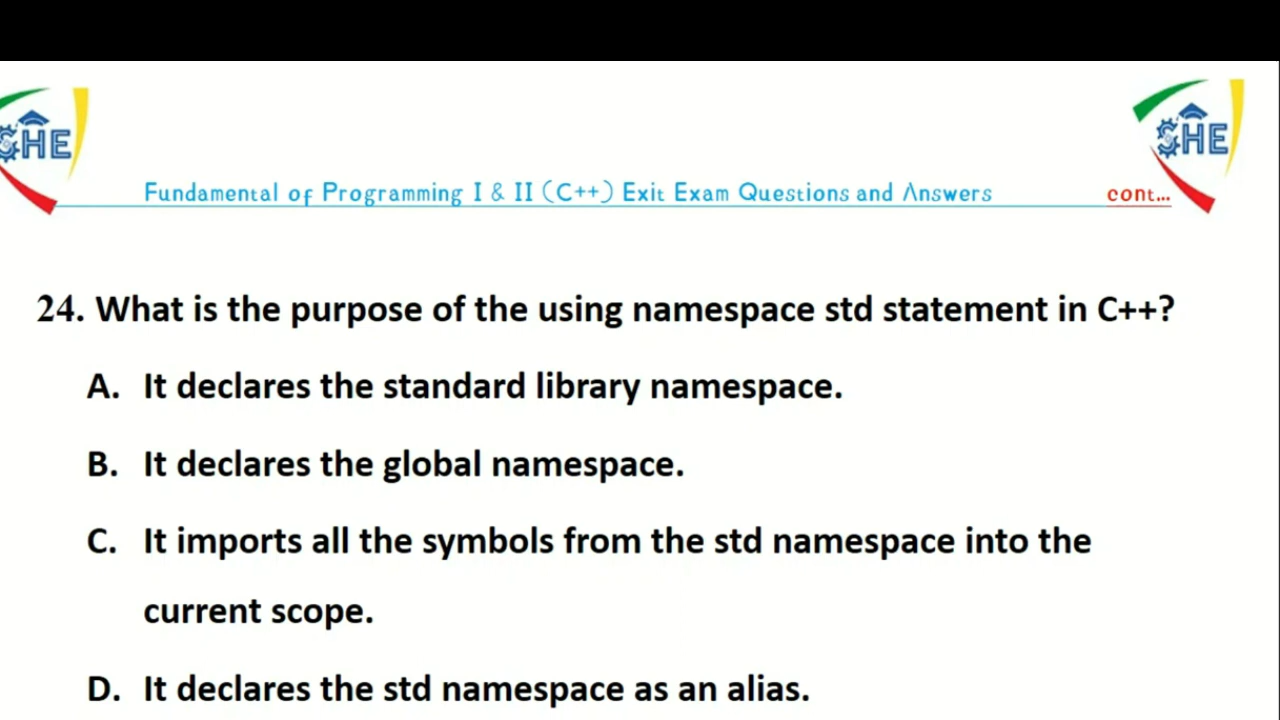 SHE
SHE
Fundamental of Programming I & II (C++) Exit Exam Questions and Answers cont...
24. What is the purpose of the using namespace std statement in C++?
A. It declares the standard library namespace.
B. It declares the global namespace.
C. It imports all the symbols from the std namespace into the
current scope.
D. It declares the std namespace as an alias.